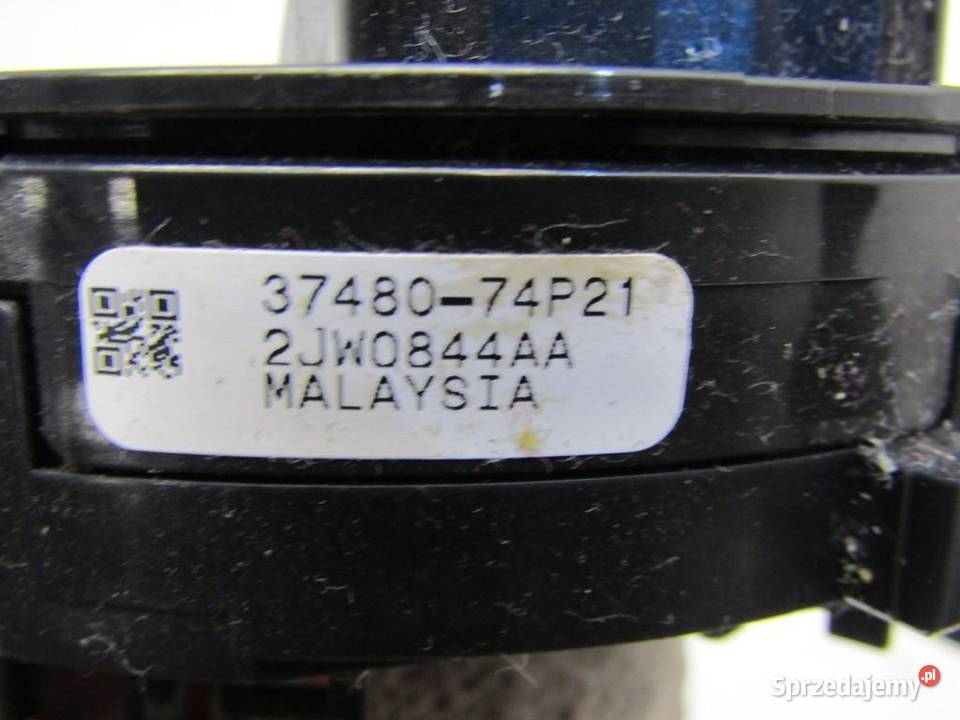 37480-74P21
2JW0844AA
MALAYSIA
Sprzedajemy.pl